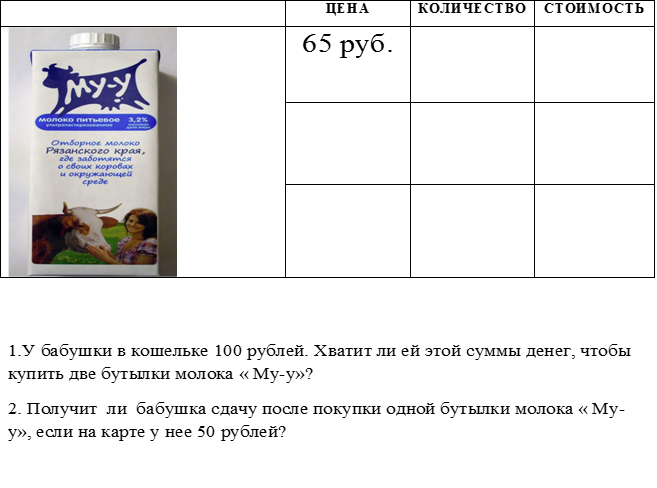 ЦЕНА КОЛИЧЕСТВО СТОИМОСТЬ
65 руб.
Му-у
МОЛОКО ПИТЬЕВОЕ 3,2%
ультрапастеризованное
Отборное молоко
Рязанского края,
где заботятся
о своих коровах
и окружающей
среде
1.У бабушки в кошельке 100 рублей. Хватит ли ей этой суммы денег, чтобы
купить две бутылки молока « Му-у»?
2. Получит ли бабушка сдачу после покупки одной бутылки молока « Му-
у», если на карте у нее 50 рублей?